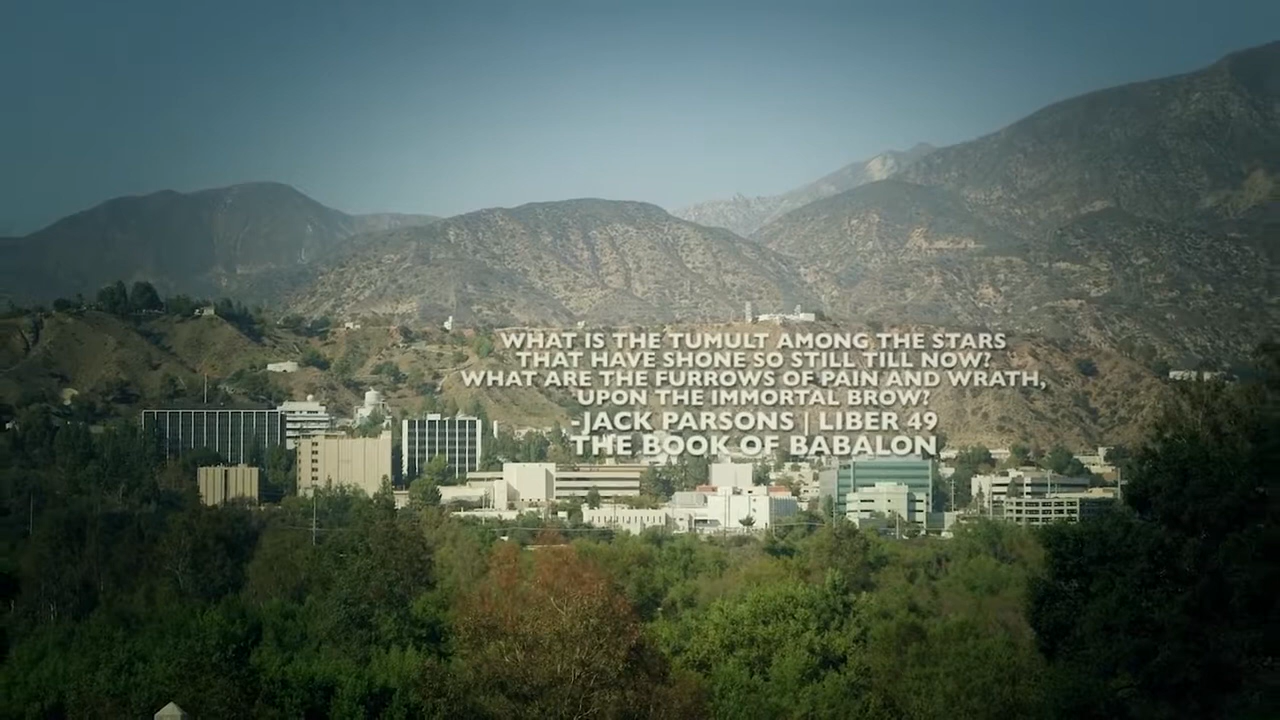 WHAT IS THE TUMULT AMONG THE STARS
THAT HAVE SHONE SO STILL TILL NOW?
WHAT ARE THE FURROWS OF PAIN AND WRATH,
UPON THE IMMORTAL BROW?
-JACK PARSONS | LIBER 49
THE BOOK OF BABALON